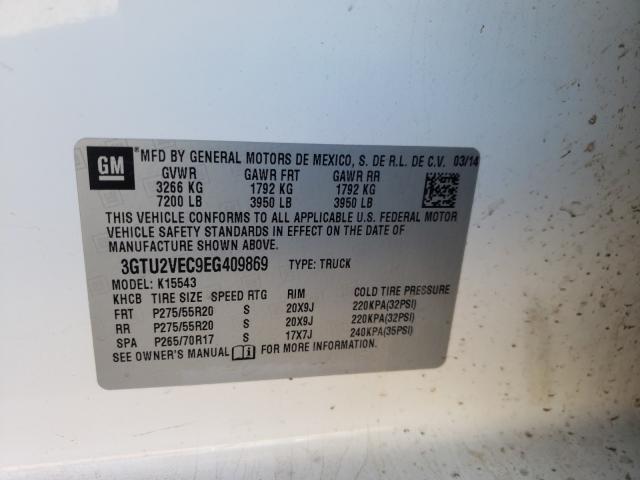 GM MFD BY GENERAL MOTORS DE MEXICO, S. DE R.L. DE C.V. 03/14
GVWR GAWR FRT GAWR RR
3266 KG 1792 KG 1792 KG
7200 LB 3950 LB 3950 LB
THIS VEHICLE CONFORMS TO ALL APPLICABLE U.S. FEDERAL MOTOR
VEHICLE SAFETY STANDARDS IN EFFECT ON THE DATE OF
MANUFACTURE SHOWN ABOVE.
3GTU2VEC9EG409869 TYPE: TRUCK
MODEL: K15543
KHCB TIRE SIZE SPEED RTG RIM COLD TIRE PRESSURE
FRT P275/55R20 S 20X9J 220KPA(32PSI)
RR P275/55R20 S 20X9J 220KPA(32PSI)
SPA P265/70R17 S 17X7J 240KPA(35PSI)
SEE OWNER'S MANUAL FOR MORE INFORMATION.